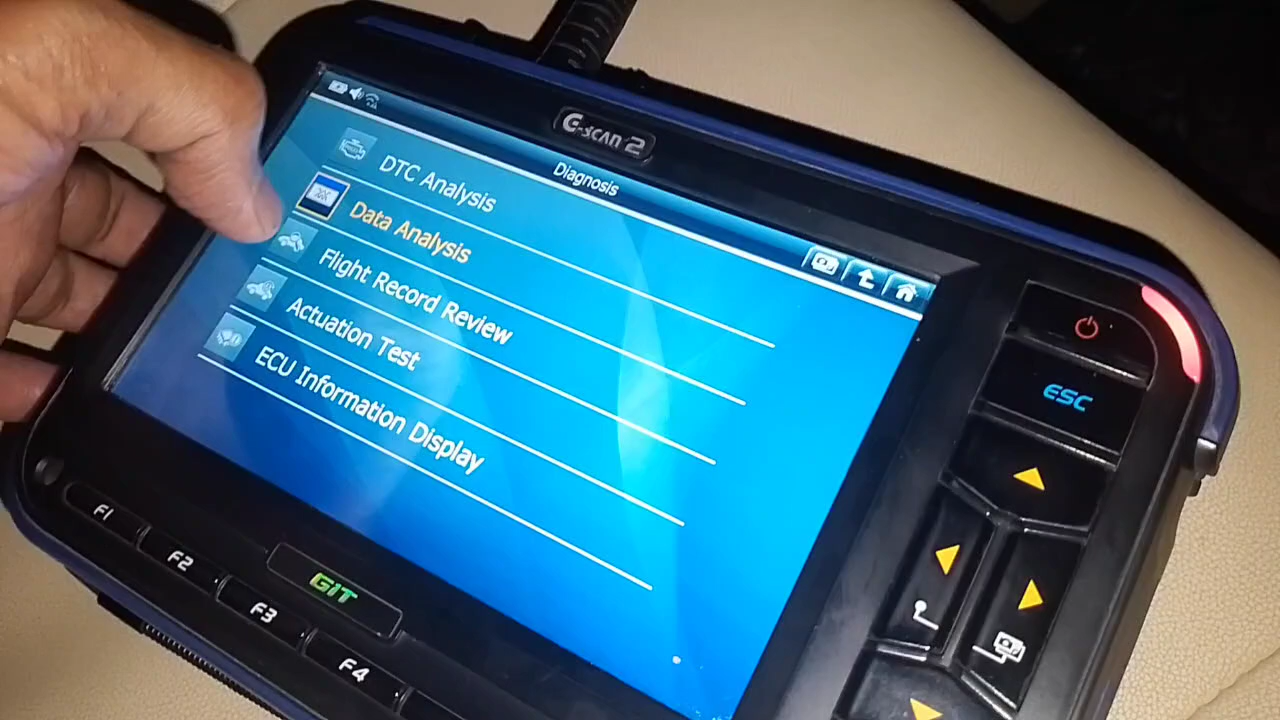 G-SCAN 2
Diagnosis
DTC Analysis
Data Analysis
Flight Record Review
Actuation Test
ECU Information Display
ESC
F1
F2
F3
F4
GIT